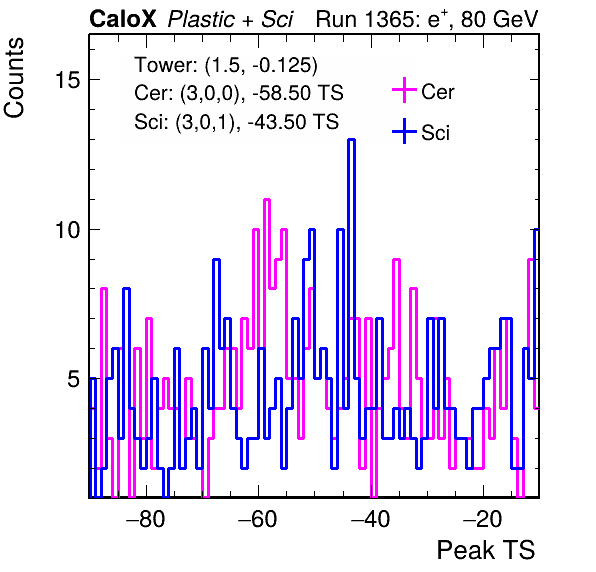 CaloX Plastic + Sci Run 1365: e+, 80 GeV
Counts
Tower: (1.5, -0.125)
Cer: (3,0,0), -58.50 TS
Sci: (3,0,1), -43.50 TS
Cer
Sci
15
10
5
−80 −60 −40 −20
Peak TS